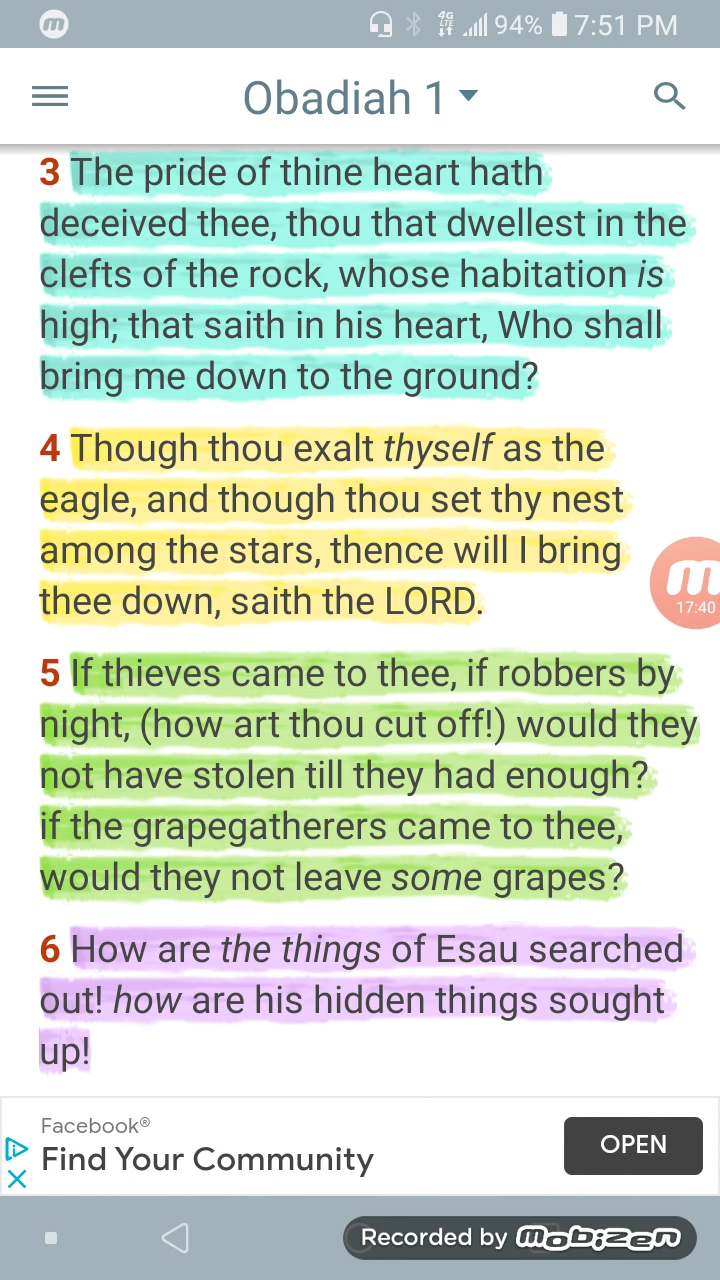 m 4G LTE 94% 7:51 PM
Obadiah 1
3 The pride of thine heart hath
deceived thee, thou that dwellest in the
clefts of the rock, whose habitation is
high; that saith in his heart, Who shall
bring me down to the ground?
4 Though thou exalt thyself as the
eagle, and though thou set thy nest
among the stars, thence will I bring
thee down, saith the LORD.
m
17:40
5 If thieves came to thee, if robbers by
night, (how art thou cut off!) would they
not have stolen till they had enough?
if the grapegatherers came to thee,
would they not leave some grapes?
6 How are the things of Esau searched
out! how are his hidden things sought
up!
Facebook®
Find Your Community
OPEN
Recorded by mobizen